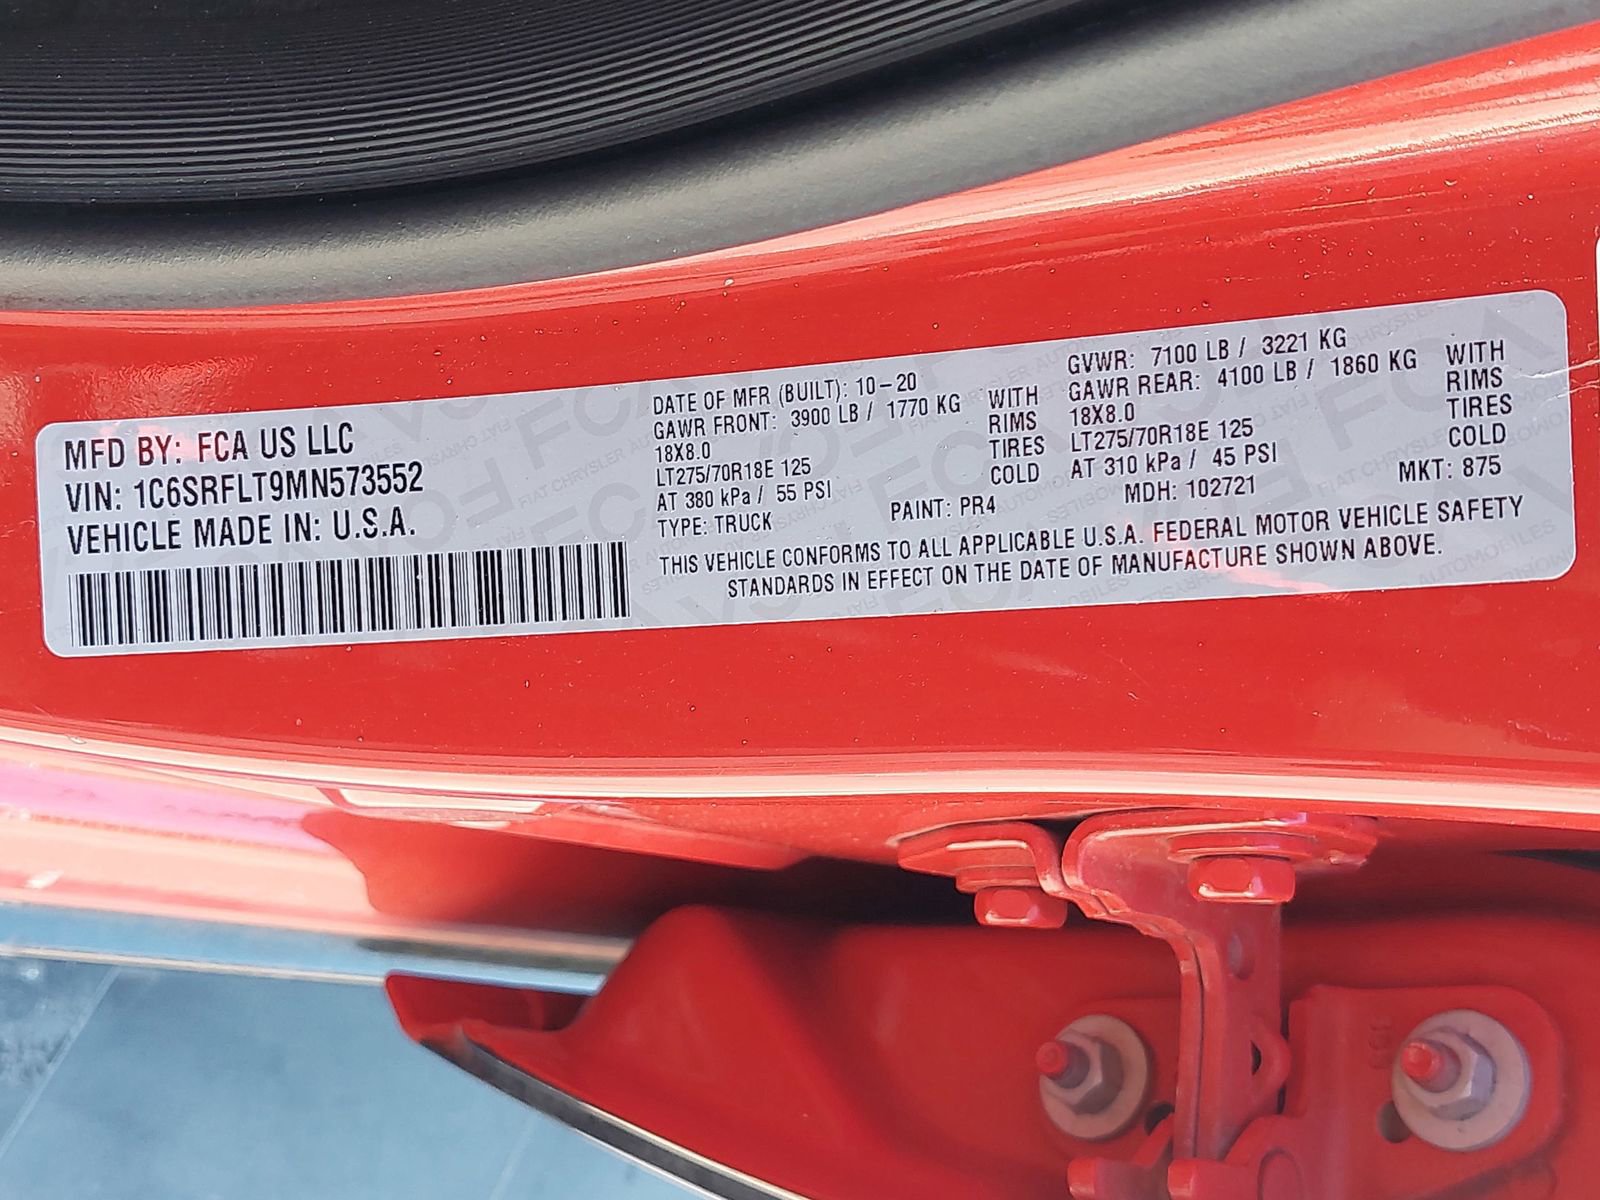 MFD BY: FCA US LLC
VIN: 1C6SRFLT9MN573552
VEHICLE MADE IN: U.S.A.
DATE OF MFR (BUILT): 10-20
GAWR FRONT: 3900 LB / 1770 KG WITH
18X8.0 RIMS
LT275/70R18E 125 TIRES
AT 380 kPa / 55 PSI COLD
TYPE: TRUCK PAINT: PR4
GVWR: 7100 LB / 3221 KG
GAWR REAR: 4100 LB / 1860 KG WITH
18X8.0 RIMS
LT275/70R18E 125 TIRES
AT 310 kPa / 45 PSI COLD
MDH: 102721 MKT: 875
THIS VEHICLE CONFORMS TO ALL APPLICABLE U.S.A. FEDERAL MOTOR VEHICLE SAFETY
STANDARDS IN EFFECT ON THE DATE OF MANUFACTURE SHOWN ABOVE.